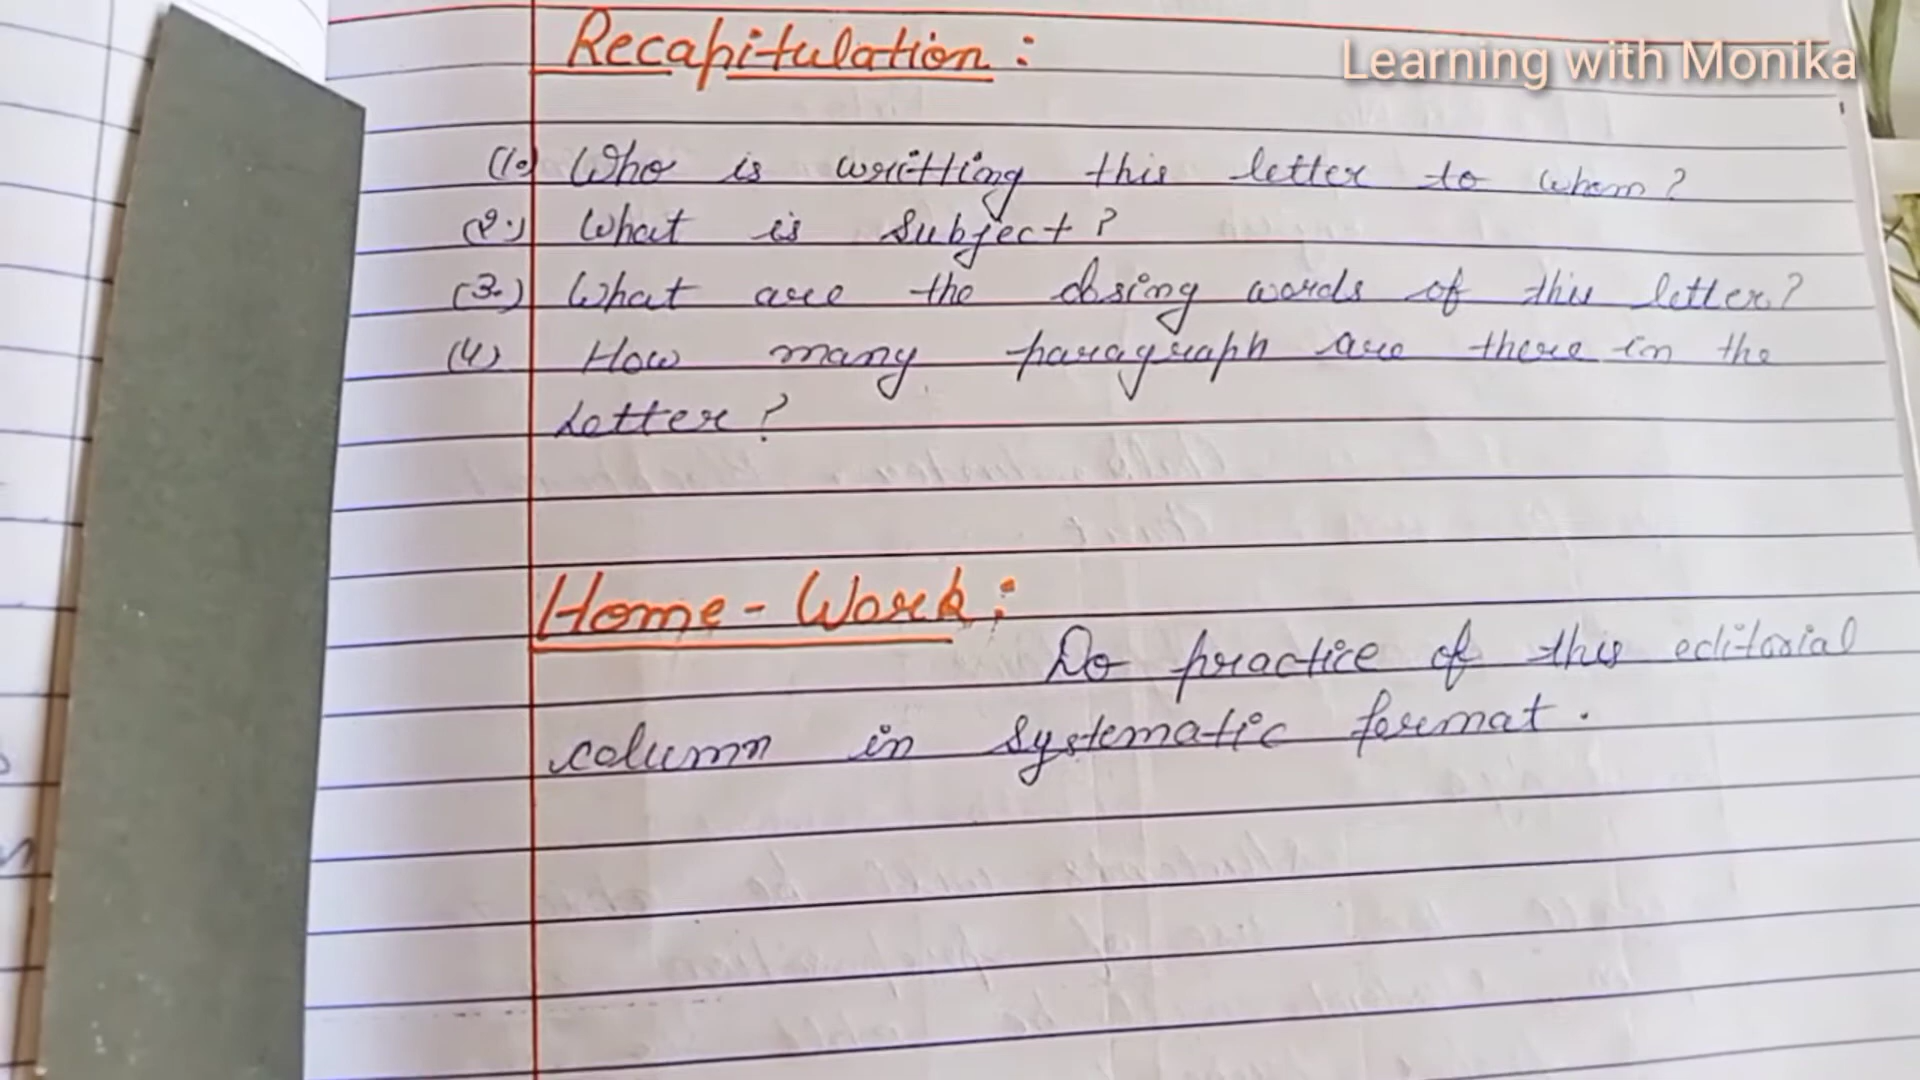 Recapitulation:
Learning with Monika
(1.) Who is writting this letter to whom?
(2.) What is Subject?
(3.) What are the closing words of this letter?
(4) How many paragraph are there in the
Letter?
Home-Work:
Do practice of this editorial
column in systematic format.